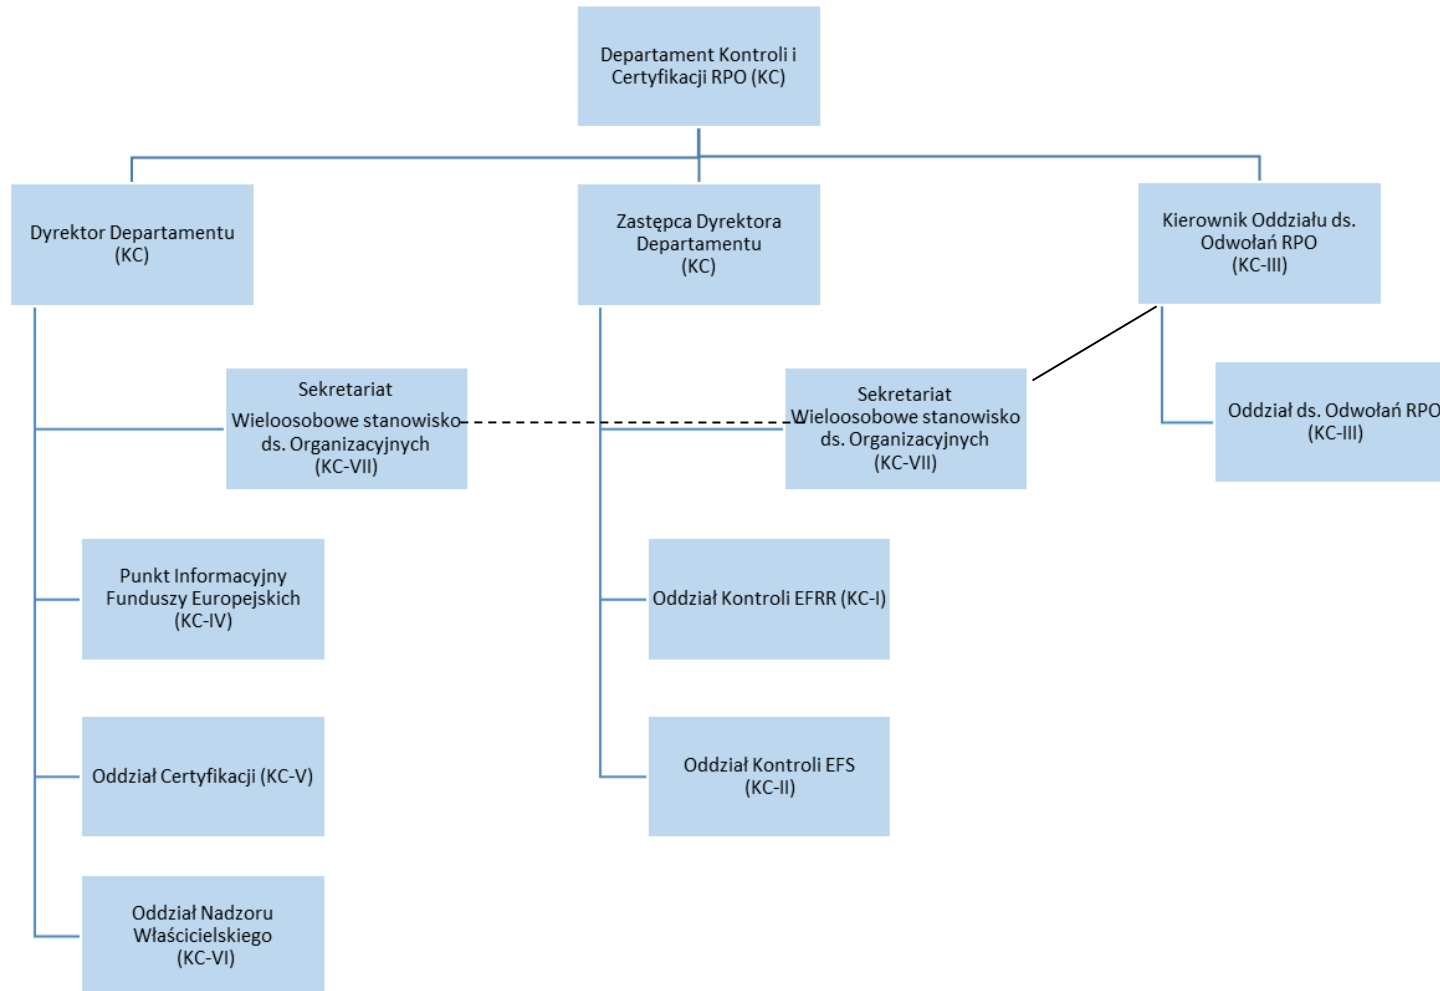 Departament Kontroli i
Certyfikacji RPO (KC)
Dyrektor Departamentu
(KC)
Zastępca Dyrektora
Departamentu
(KC)
Kierownik Oddziału ds.
Odwołań RPO
(KC-III)
Sekretariat
Wieloosobowe stanowisko
ds. Organizacyjnych
(KC-VII)
Sekretariat
Wieloosobowe stanowisko
ds. Organizacyjnych
(KC-VII)
Oddział ds. Odwołań RPO
(KC-III)
Punkt Informacyjny
Funduszy Europejskich
(KC-IV)
Oddział Kontroli EFRR (KC-I)
Oddział Certyfikacji (KC-V)
Oddział Kontroli EFS
(KC-II)
Oddział Nadzoru
Właścicielskiego
(KC-VI)